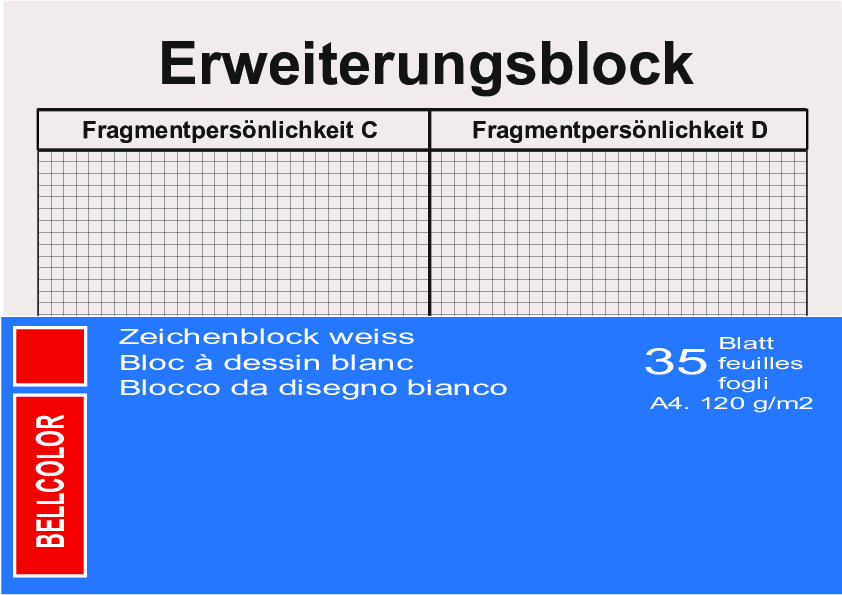 Erweiterungsblock
Fragmentpersönlichkeit C
Fragmentpersönlichkeit D
Zeichenblock weiss
Bloc à dessin blanc
Blocco da disegno bianco
35
Blatt
feuilles
fogli
A4. 120 g/m2
BELLCOLOR